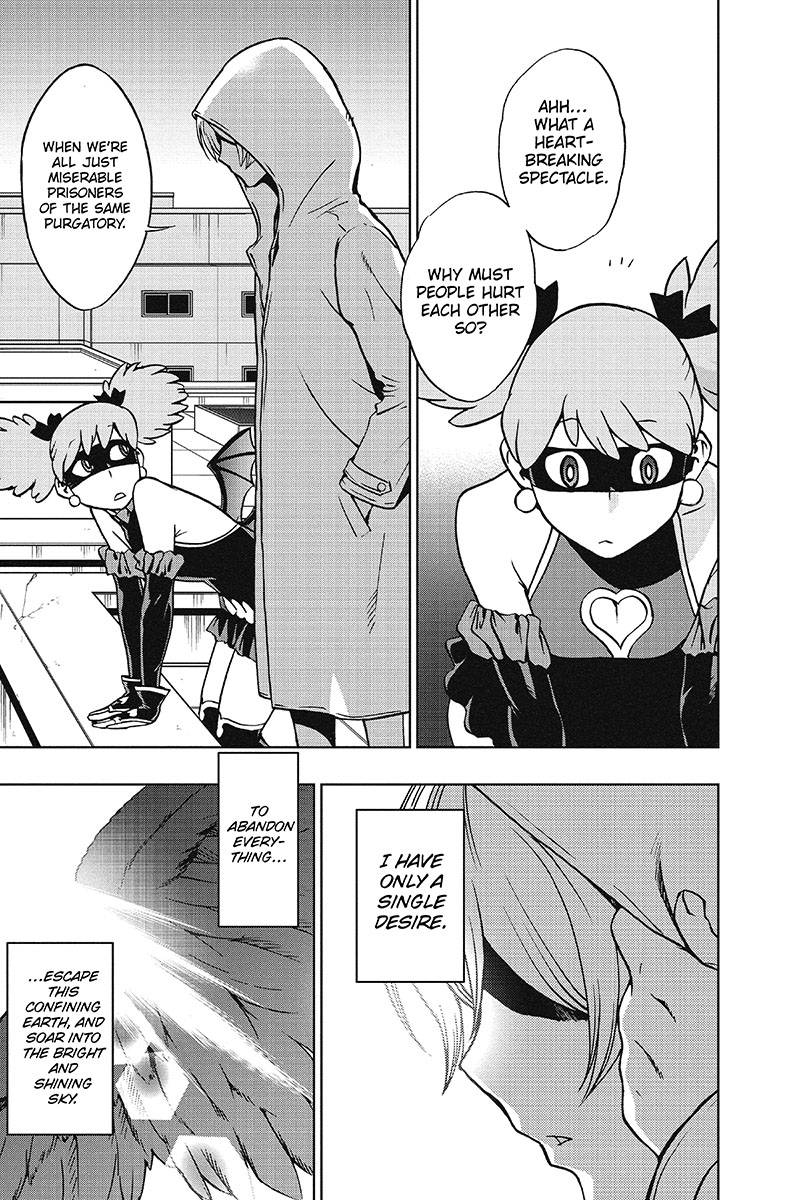 AHH...
WHAT A
HEART-
BREAKING
SPECTACLE.
WHY MUST
PEOPLE HURT
EACH OTHER
SO?
WHEN WE'RE
ALL JUST
MISERABLE
PRISONERS
OF THE SAME
PURGATORY.
I HAVE
ONLY A
SINGLE
DESIRE.
TO
ABANDON
EVERY-
THING...
...ESCAPE
THIS
CONFINING
EARTH, AND
SOAR INTO
THE BRIGHT
AND
SHINING
SKY.